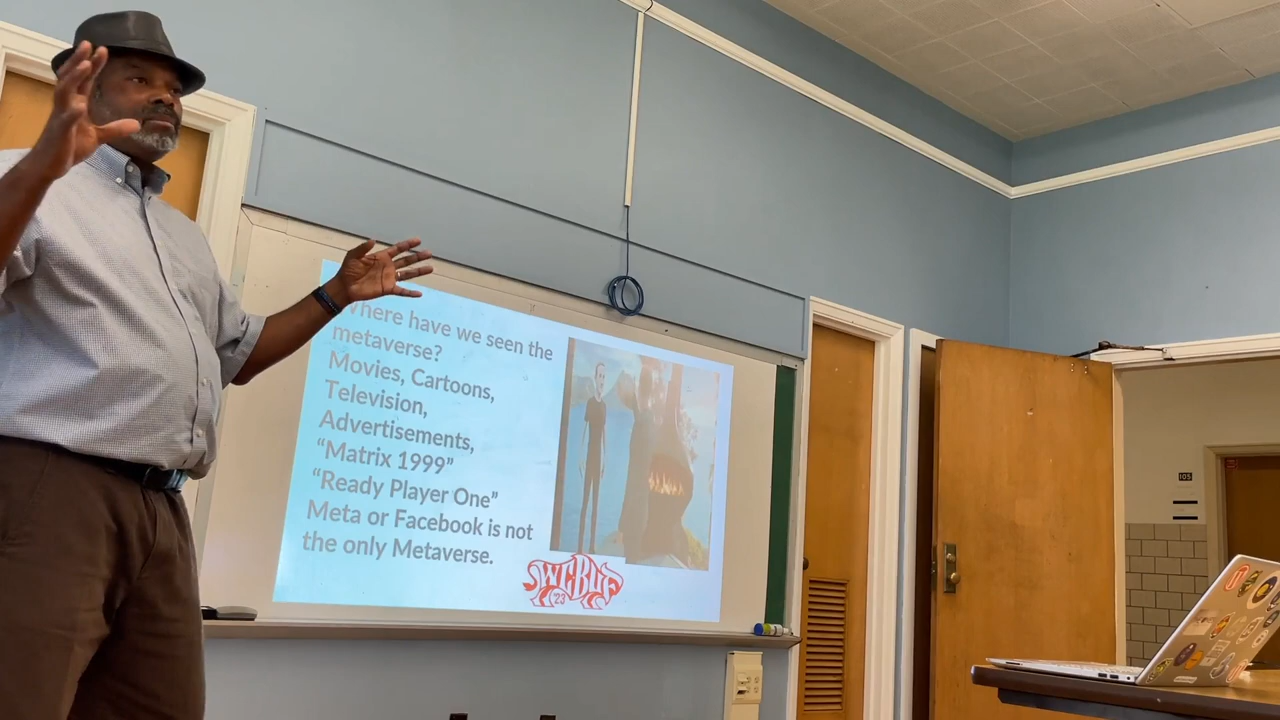 Where have we seen the
metaverse?
Movies, Cartoons,
Television,
Advertisements,
“Matrix 1999”
“Ready Player One”
Meta or Facebook is not
the only Metaverse.
WCBUF
'23
105